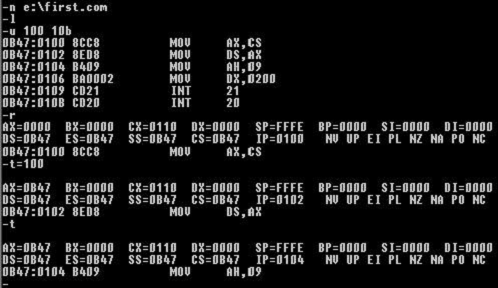 -n e:\first.com
-l
-u 100 10b
0B47:0100 8CC8 MOV AX,CS
0B47:0102 8ED8 MOV DS,AX
0B47:0104 B409 MOV AH,09
0B47:0106 BA0002 MOV DX,0200
0B47:0109 CD21 INT 21
0B47:010B CD20 INT 20
-r
AX=0000 BX=0000 CX=0110 DX=0000 SP=FFFE BP=0000 SI=0000 DI=0000
DS=0B47 ES=0B47 SS=0B47 CS=0B47 IP=0100 NV UP EI PL NZ NA PO NC
0B47:0100 8CC8 MOV AX,CS
-t=100
AX=0B47 BX=0000 CX=0110 DX=0000 SP=FFFE BP=0000 SI=0000 DI=0000
DS=0B47 ES=0B47 SS=0B47 CS=0B47 IP=0102 NV UP EI PL NZ NA PO NC
0B47:0102 8ED8 MOV DS,AX
-t
AX=0B47 BX=0000 CX=0110 DX=0000 SP=FFFE BP=0000 SI=0000 DI=0000
DS=0B47 ES=0B47 SS=0B47 CS=0B47 IP=0104 NV UP EI PL NZ NA PO NC
0B47:0104 B409 MOV AH,09
-